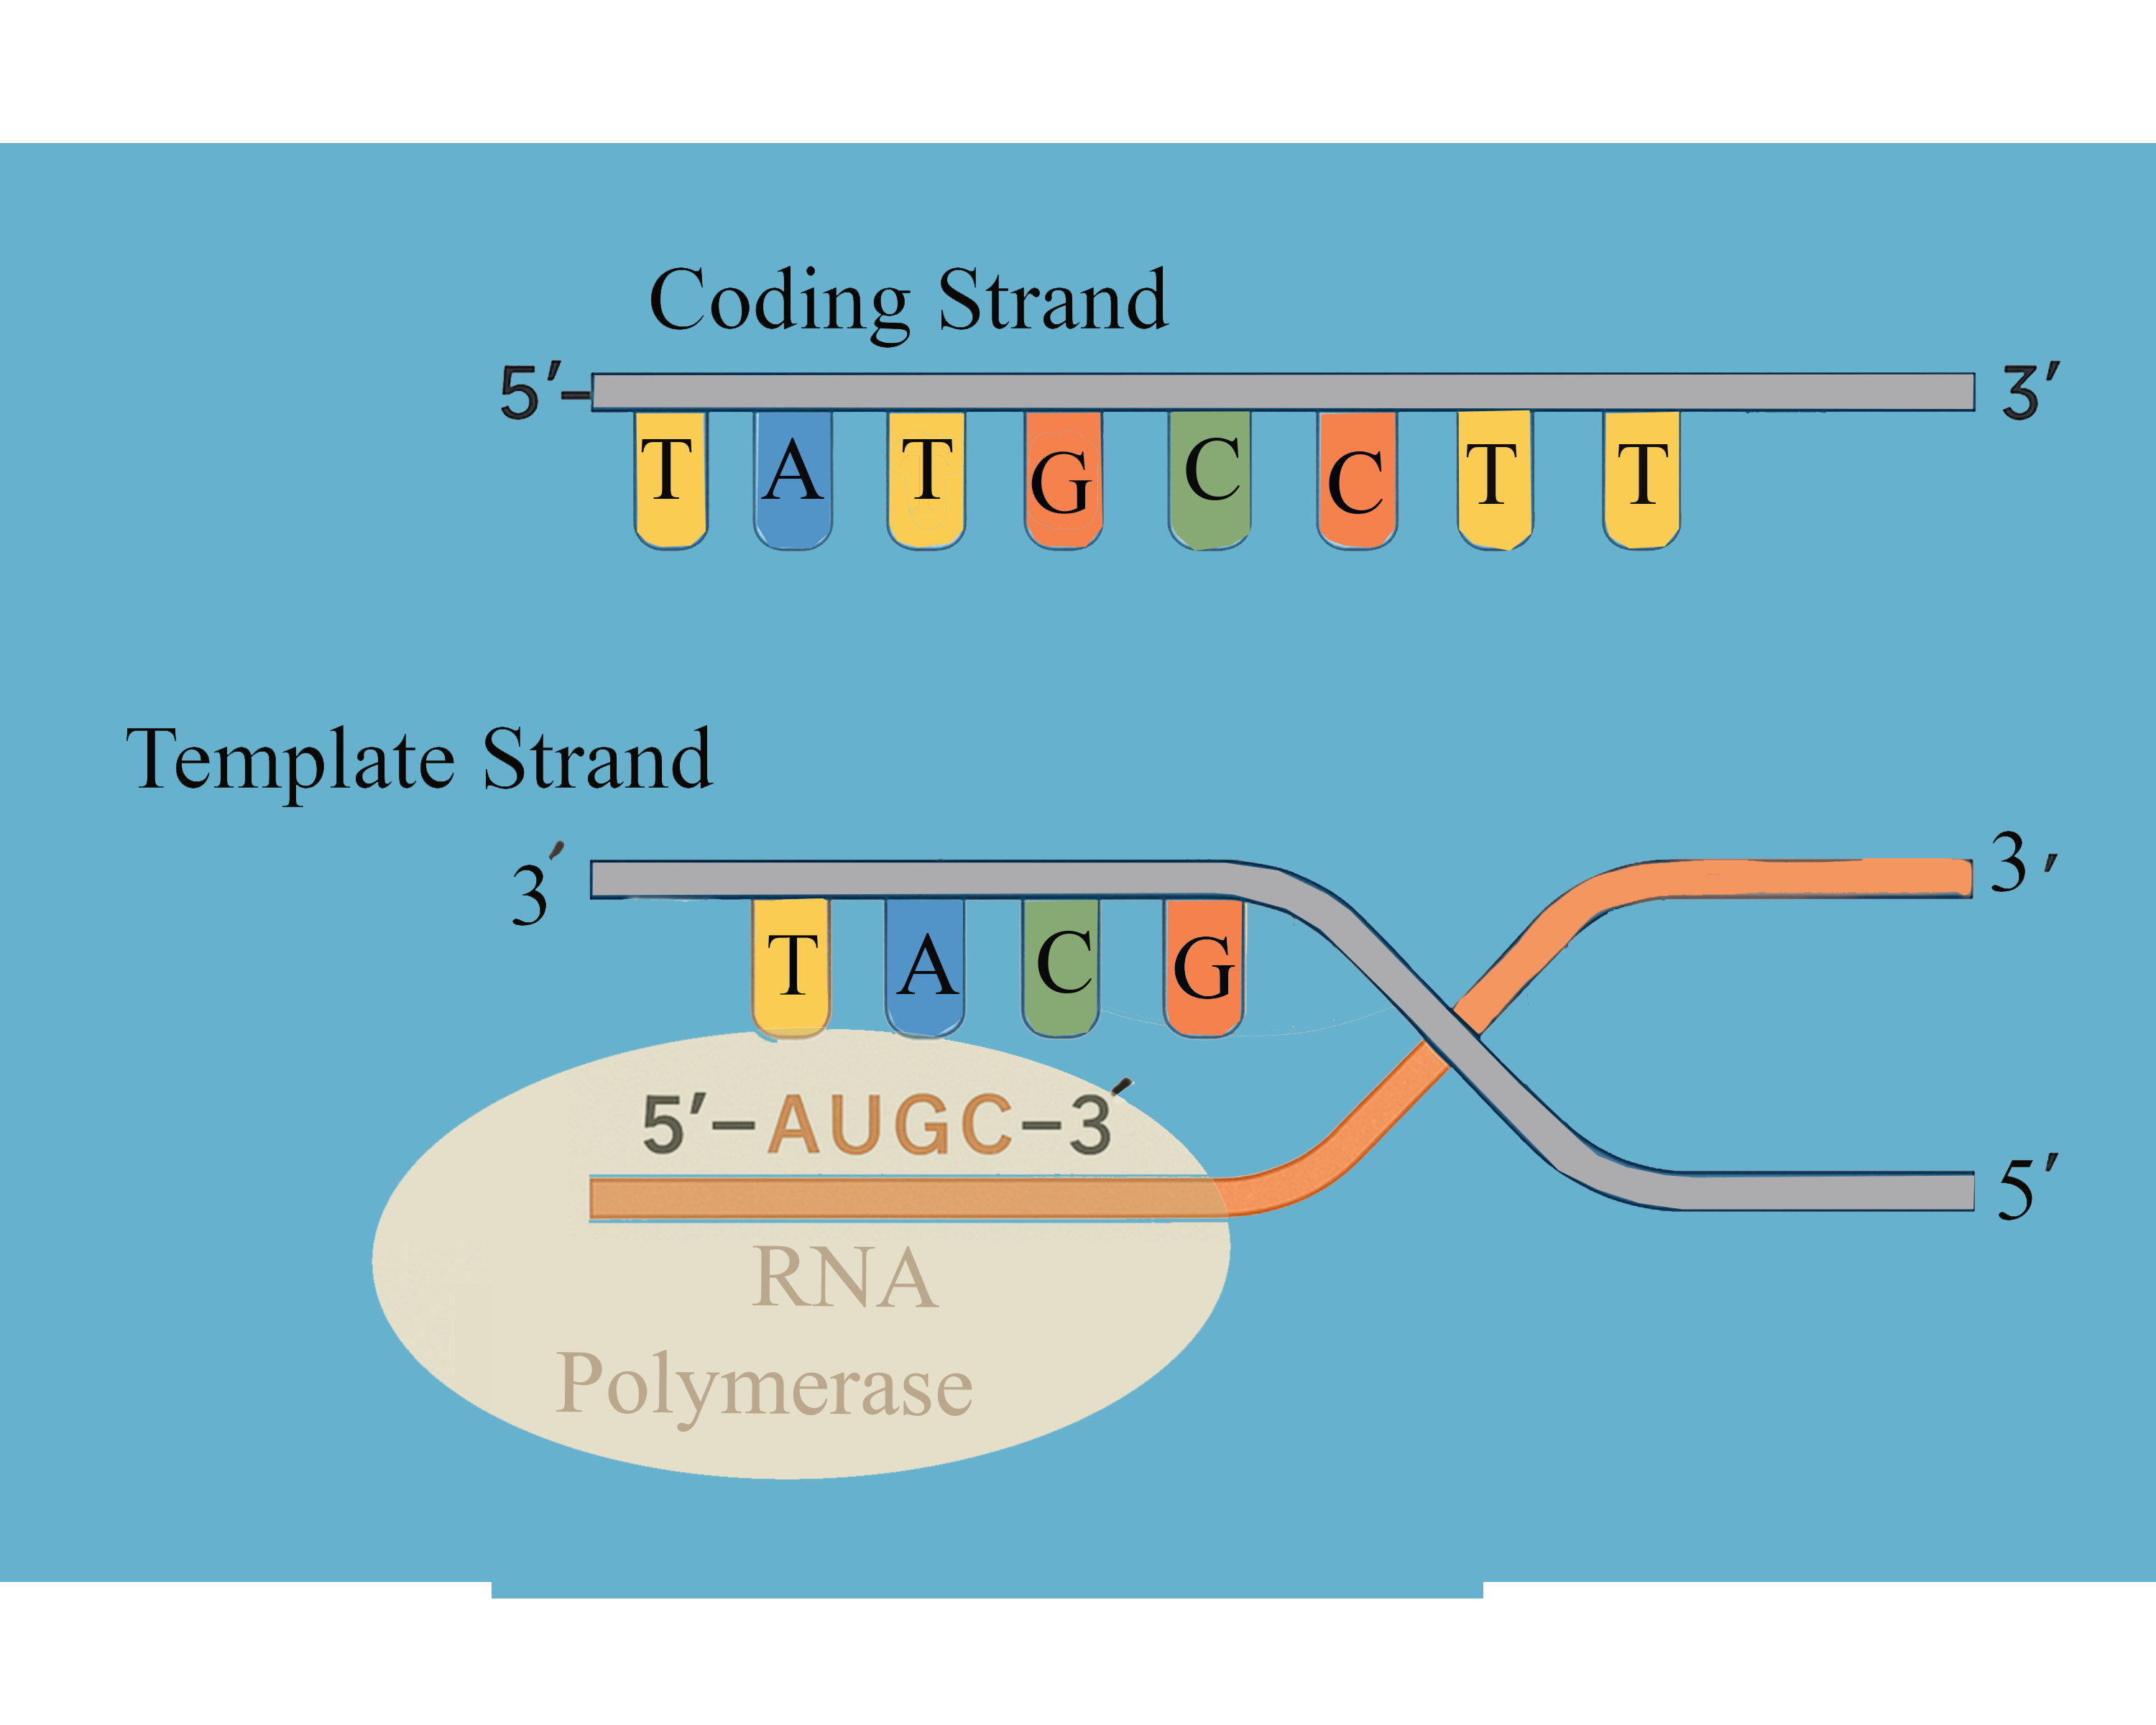 Coding Strand
5′– 3′
T A T G C C T T
Template Strand
3′ 3′
T A C G
5′–AUGC–3′
5′
RNA
Polymerase